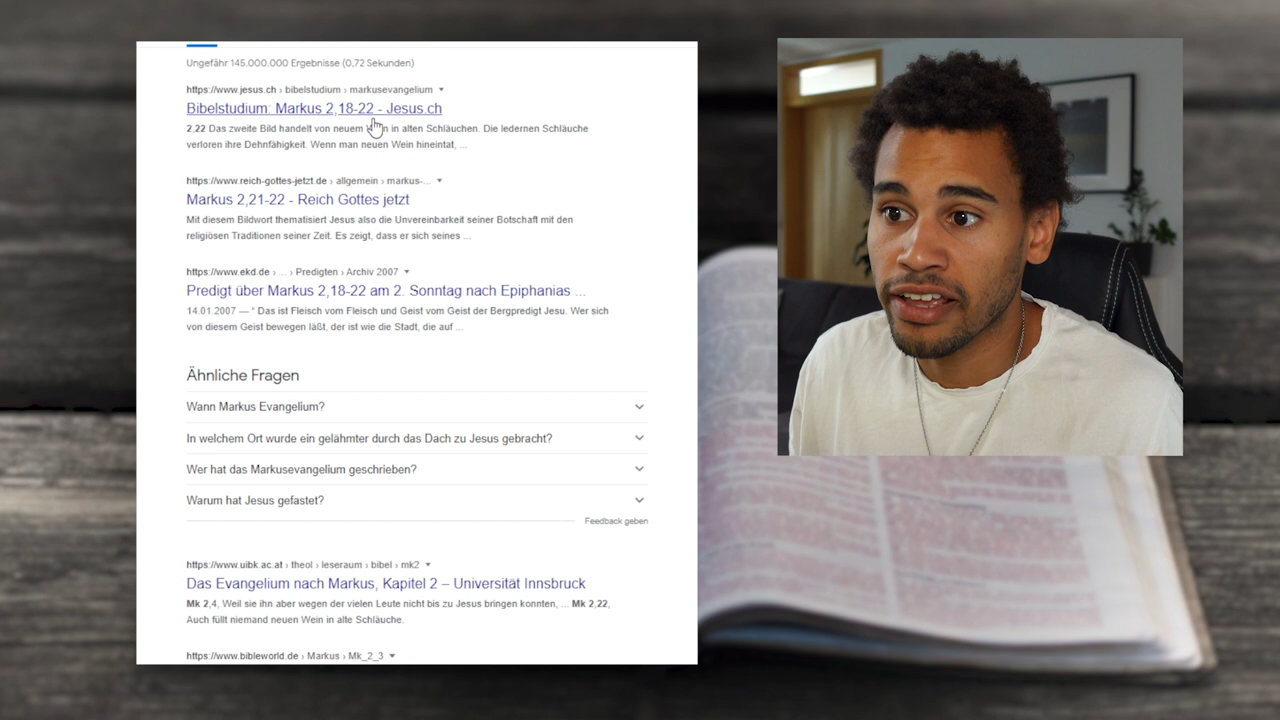 Ungefähr 145.000.000 Ergebnisse (0,72 Sekunden)
https://www.jesus.ch › bibelstudium › markusevangelium
Bibelstudium: Markus 2,18-22 - Jesus.ch
2,22 Das zweite Bild handelt von neuem Wein in alten Schläuchen. Die ledernen Schläuche
verloren ihre Dehnfähigkeit. Wenn man neuen Wein hineintat, ...
https://www.reich-gottes-jetzt.de › allgemein › markus-...
Markus 2,21-22 - Reich Gottes jetzt
Mit diesem Bildwort thematisiert Jesus also die Unvereinbarkeit seiner Botschaft mit den
religiösen Traditionen seiner Zeit. Es zeigt, dass er sich seines ...
https://www.ekd.de › ... › Predigten › Archiv 2007
Predigt über Markus 2,18-22 am 2. Sonntag nach Epiphanias ...
14.01.2007 — " Das ist Fleisch vom Fleisch und Geist vom Geist der Bergpredigt Jesu. Wer sich
von diesem Geist bewegen läßt, der ist wie die Stadt, die auf ...
Ähnliche Fragen
Wann Markus Evangelium?
In welchem Ort wurde ein gelähmter durch das Dach zu Jesus gebracht?
Wer hat das Markusevangelium geschrieben?
Warum hat Jesus gefastet?
Feedback geben
https://www.uibk.ac.at › theol › leseraum › bibel › mk2
Das Evangelium nach Markus, Kapitel 2 – Universität Innsbruck
Mk 2,4, Weil sie ihn aber wegen der vielen Leute nicht bis zu Jesus bringen konnten, ... Mk 2,22,
Auch füllt niemand neuen Wein in alte Schläuche.
https://www.bibleworld.de › Markus › Mk_2_3